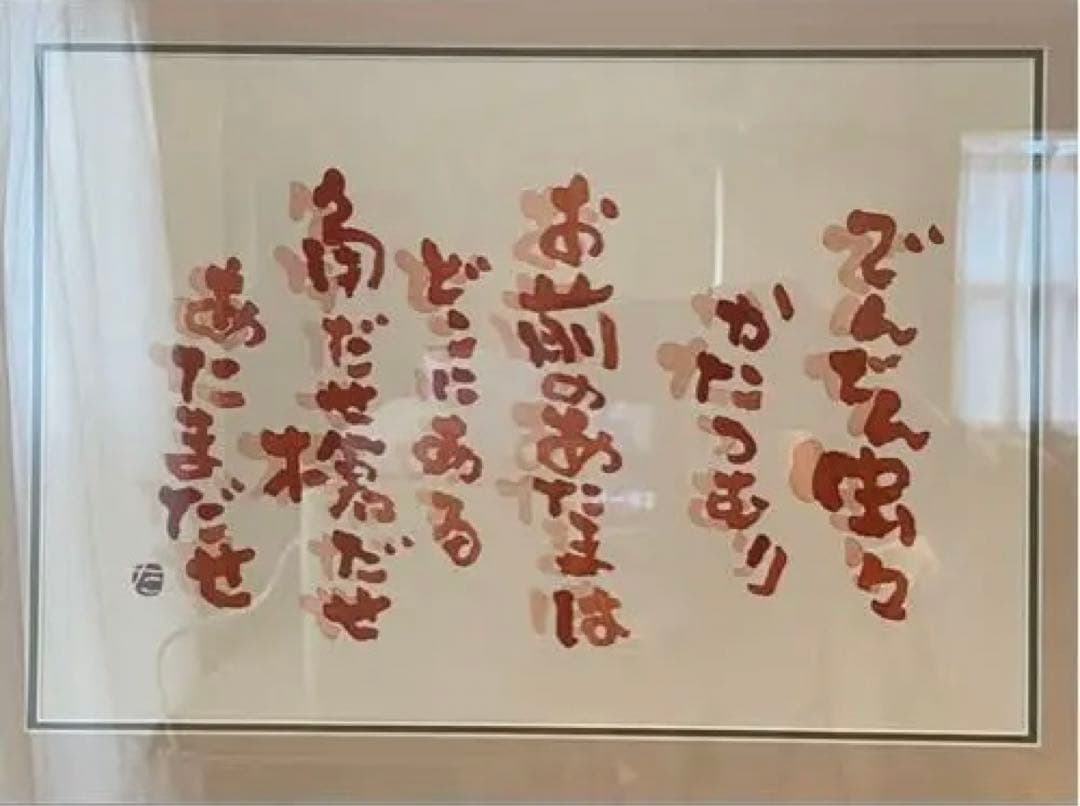 でんでん虫々
かたつむり
お前のあたまは
どこにある
角だせ槍だせ
あたまだせ